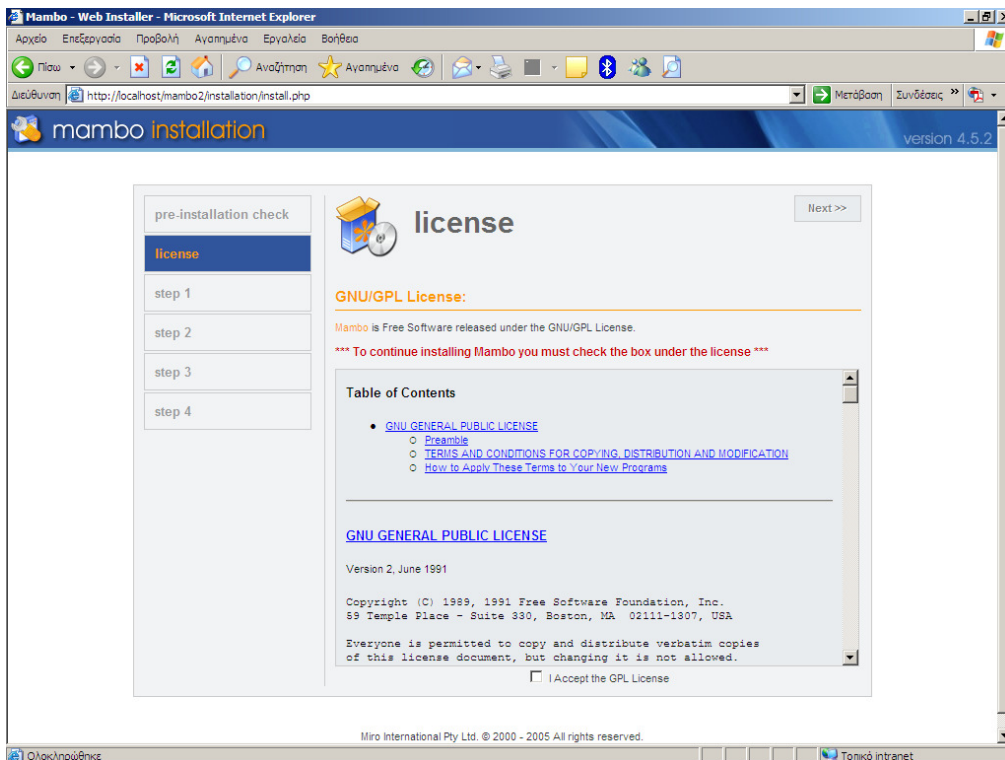 Mambo - Web Installer - Microsoft Internet Explorer
Αρχείο Επεξεργασία Προβολή Αγαπημένα Εργαλεία Βοήθεια
Πίσω Αναζήτηση Αγαπημένα
Διεύθυνση http://localhost/mambo2/installation/install.php Μετάβαση Συνδέσεις »
mambo installation
version 4.5.2
pre-installation check
license
step 1
step 2
step 3
step 4
license
Next >>
GNU/GPL License:
Mambo is Free Software released under the GNU/GPL License.
*** To continue installing Mambo you must check the box under the license ***
Table of Contents
GNU GENERAL PUBLIC LICENSE
Preamble
TERMS AND CONDITIONS FOR COPYING, DISTRIBUTION AND MODIFICATION
How to Apply These Terms to Your New Programs
GNU GENERAL PUBLIC LICENSE
Version 2, June 1991
Copyright (C) 1989, 1991 Free Software Foundation, Inc.
59 Temple Place - Suite 330, Boston, MA  02111-1307, USA
Everyone is permitted to copy and distribute verbatim copies
of this license document, but changing it is not allowed.
I Accept the GPL License
Miro International Pty Ltd. © 2000 - 2005 All rights reserved.
Ολοκληρώθηκε Τοπικό intranet